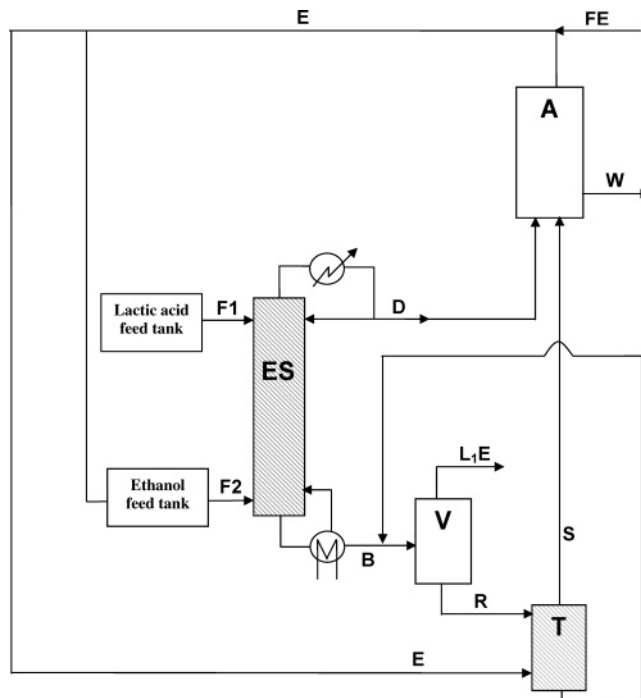 E
FE
A
W
Lactic acid
feed tank
F1
D
ES
L₁E
Ethanol
feed tank
F2
V
B
S
R
T
E